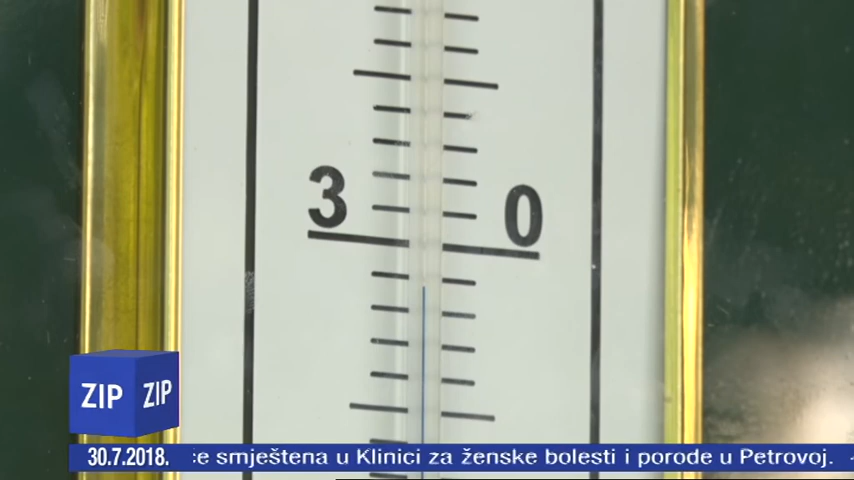 3 0
ZIP ZIP
30.7.2018. smještena u Klinici za ženske bolesti i porode u Petrovoj.